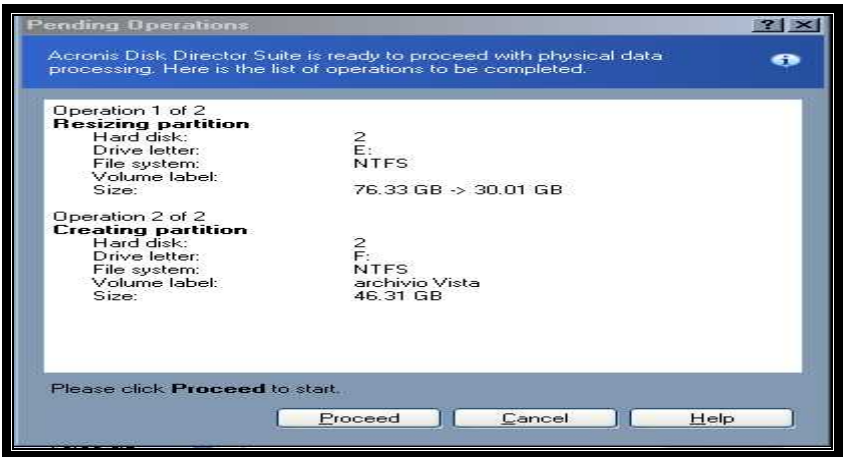 Pending Operations
Acronis Disk Director Suite is ready to proceed with physical data
processing. Here is the list of operations to be completed.
Operation 1 of 2
Resizing partition
Hard disk: 2
Drive letter: E:
File system: NTFS
Volume label:
Size: 76.33 GB -> 30.01 GB
Operation 2 of 2
Creating partition
Hard disk: 2
Drive letter: F:
File system: NTFS
Volume label: archivio Vista
Size: 46.31 GB
Please click Proceed to start.
Proceed Cancel Help